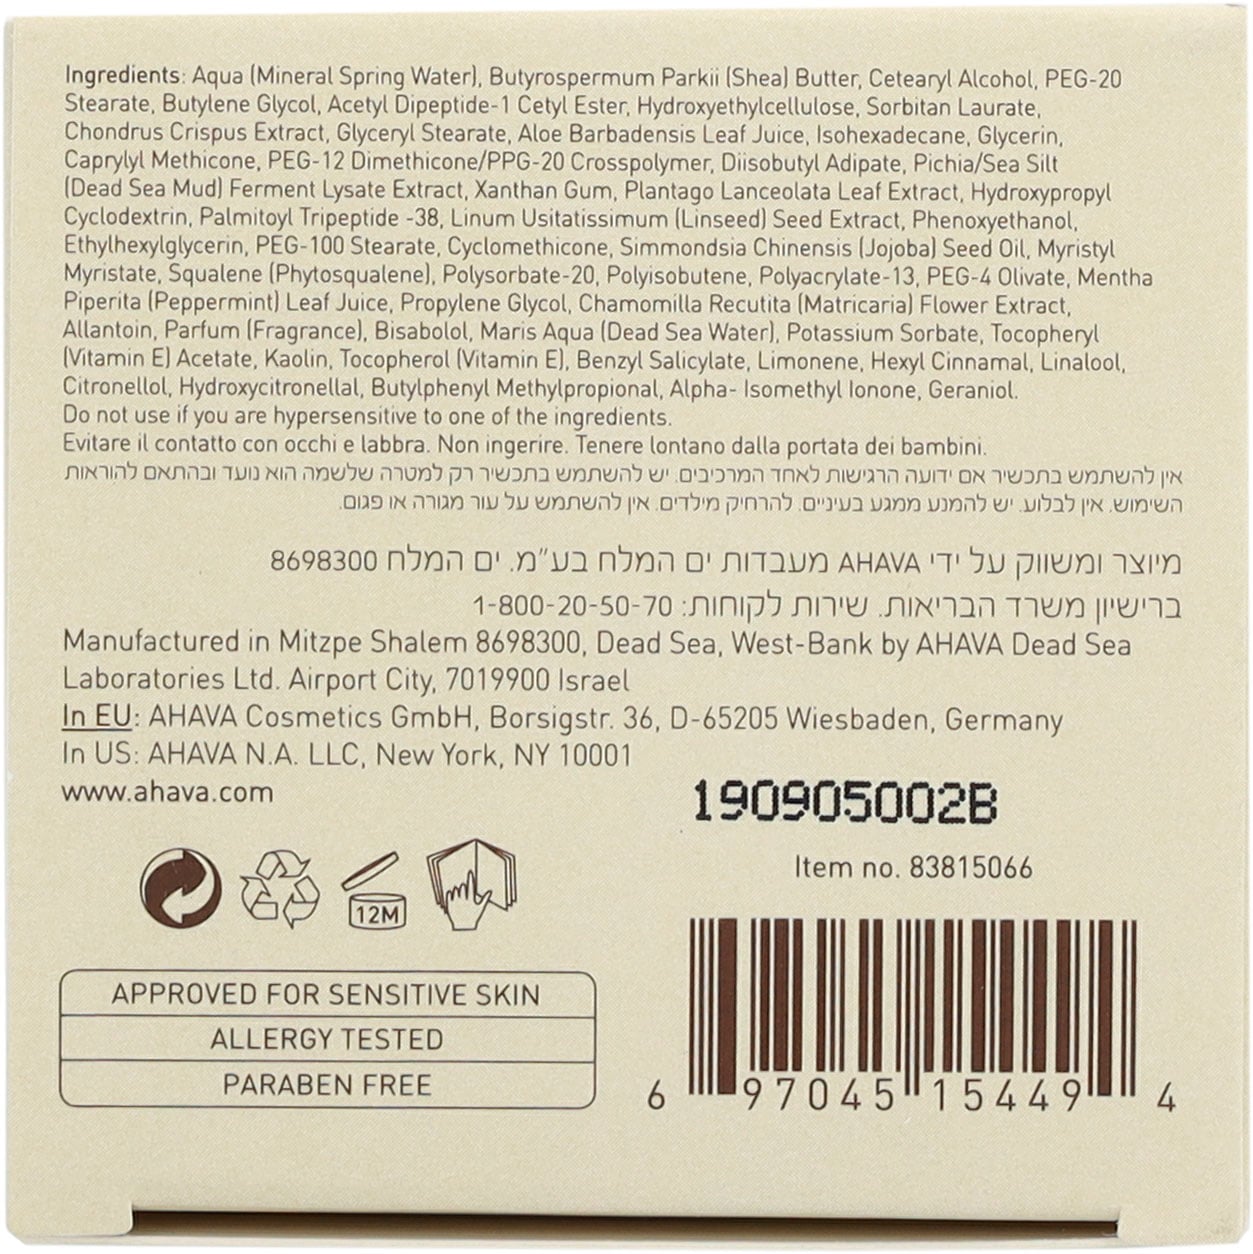 Ingredients: Aqua (Mineral Spring Water), Butyrospermum Parkii (Shea) Butter, Cetearyl Alcohol, PEG-20
Stearate, Butylene Glycol, Acetyl Dipeptide-1 Cetyl Ester, Hydroxyethylcellulose, Sorbitan Laurate,
Chondrus Crispus Extract, Glyceryl Stearate, Aloe Barbadensis Leaf Juice, Isohexadecane, Glycerin,
Caprylyl Methicone, PEG-12 Dimethicone/PPG-20 Crosspolymer, Diisobutyl Adipate, Pichia/Sea Silt
(Dead Sea Mud) Ferment Lysate Extract, Xanthan Gum, Plantago Lanceolata Leaf Extract, Hydroxypropyl
Cyclodextrin, Palmitoyl Tripeptide -38, Linum Usitatissimum (Linseed) Seed Extract, Phenoxyethanol,
Ethylhexylglycerin, PEG-100 Stearate, Cyclomethicone, Simmondsia Chinensis (Jojoba) Seed Oil, Myristyl
Myristate, Squalene (Phytosqualene), Polysorbate-20, Polyisobutene, Polyacrylate-13, PEG-4 Olivate, Mentha
Piperita (Peppermint) Leaf Juice, Propylene Glycol, Chamomilla Recutita (Matricaria) Flower Extract,
Allantoin, Parfum (Fragrance), Bisabolol, Maris Aqua (Dead Sea Water), Potassium Sorbate, Tocopheryl
(Vitamin E) Acetate, Kaolin, Tocopherol (Vitamin E), Benzyl Salicylate, Limonene, Hexyl Cinnamal, Linalool,
Citronellol, Hydroxycitronellal, Butylphenyl Methylpropional, Alpha- Isomethyl Ionone, Geraniol.
Do not use if you are hypersensitive to one of the ingredients.
Evitare il contatto con occhi e labbra. Non ingerire. Tenere lontano dalla portata dei bambini.
אין להשתמש בתכשיר אם ידועה הרגישות לאחד המרכיבים. יש להשתמש בתכשיר רק למטרה שלשמה הוא נועד ובהתאם להוראות
השימוש. אין לבלוע. יש להמנע ממגע בעיניים. להרחיק מילדים. אין להשתמש על עור מגורה או פגום.
מיוצר ומשווק על ידי AHAVA מעבדות ים המלח בע"מ. ים המלח 8698300
ברישיון משרד הבריאות. שירות לקוחות: 1-800-20-50-70
Manufactured in Mitzpe Shalem 8698300, Dead Sea, West-Bank by AHAVA Dead Sea
Laboratories Ltd. Airport City, 7019900 Israel
In EU: AHAVA Cosmetics GmbH, Borsigstr. 36, D-65205 Wiesbaden, Germany
In US: AHAVA N.A. LLC, New York, NY 10001
www.ahava.com
190905002B
Item no. 83815066
12M
APPROVED FOR SENSITIVE SKIN
ALLERGY TESTED
PARABEN FREE
6 97045 15449 4